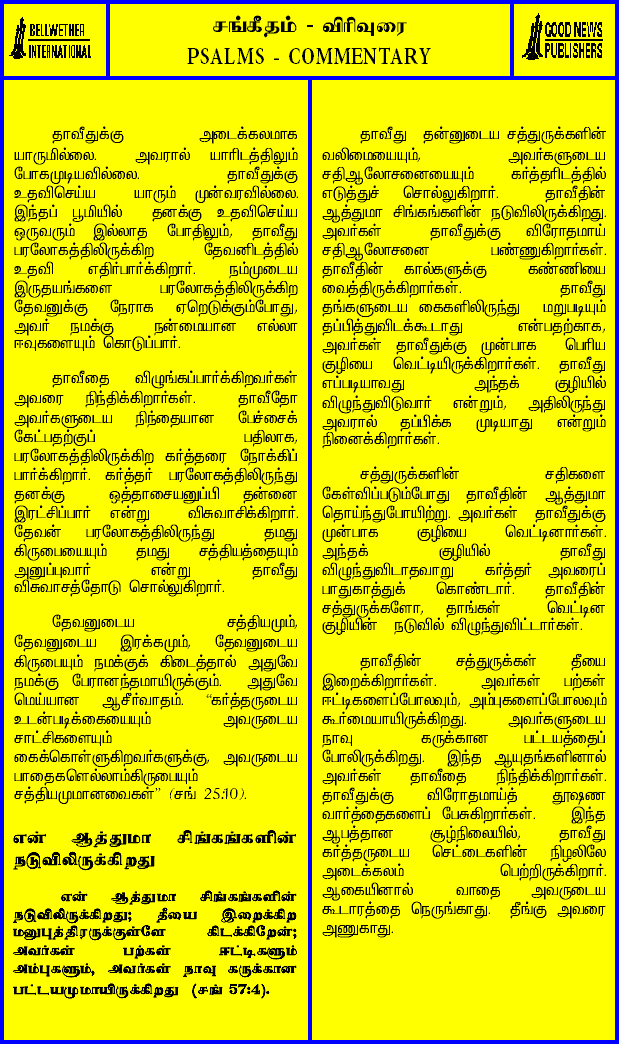 BELLWETHER
INTERNATIONAL
சங்கீதம் - விரிவுரை
PSALMS - COMMENTARY
GOOD NEWS
PUBLISHERS
தாவீதுக்கு அடைக்கலமாக
யாருமில்லை. அவரால் யாரிடத்திலும்
போகமுடியவில்லை. தாவீதுக்கு
உதவிசெய்ய யாரும் முன்வரவில்லை.
இந்தப் பூமியில் தனக்கு உதவிசெய்ய
ஒருவரும் இல்லாத போதிலும், தாவீது
பரலோகத்திலிருக்கிற தேவனிடத்தில்
உதவி எதிர்பார்க்கிறார். நம்முடைய
இருதயங்களை பரலோகத்திலிருக்கிற
தேவனுக்கு நேராக ஏறெடுக்கும்போது,
அவர் நமக்கு நன்மையான எல்லா
ஈவுகளையும் கொடுப்பார்.
தாவீதை விழுங்கப்பார்க்கிறவர்கள்
அவரை நிந்திக்கிறார்கள். தாவீதோ
அவர்களுடைய நிந்தையான பேச்சைக்
கேட்பதற்குப் பதிலாக,
பரலோகத்திலிருக்கிற கர்த்தரை நோக்கிப்
பார்க்கிறார். கர்த்தர் பரலோகத்திலிருந்து
தனக்கு ஒத்தாசையனுப்பி தன்னை
இரட்சிப்பார் என்று விசுவாசிக்கிறார்.
தேவன் பரலோகத்திலிருந்து தமது
கிருபையையும் தமது சத்தியத்தையும்
அனுப்புவார் என்று தாவீது
விசுவாசத்தோடு சொல்லுகிறார்.
தேவனுடைய சத்தியமும்,
தேவனுடைய இரக்கமும், தேவனுடைய
கிருபையும் நமக்குக் கிடைத்தால் அதுவே
நமக்கு பேரானந்தமாயிருக்கும். அதுவே
மெய்யான ஆசீர்வாதம். “கர்த்தருடைய
உடன்படிக்கையையும் அவருடைய
சாட்சிகளையும்
கைக்கொள்ளுகிறவர்களுக்கு, அவருடைய
பாதைகளெல்லாம்கிருபையும்
சத்தியமுமானவைகள்” (சங் 25:10).
என் ஆத்துமா சிங்கங்களின்
நடுவிலிருக்கிறது
என் ஆத்துமா சிங்கங்களின்
நடுவிலிருக்கிறது; தீயை இறைக்கிற
மனுபுத்திரருக்குள்ளே கிடக்கிறேன்;
அவர்கள் பற்கள் ஈட்டிகளும்
அம்புகளும், அவர்கள் நாவு கருக்கான
பட்டயமுமாயிருக்கிறது (சங் 57:4).
தாவீது தன்னுடைய சத்துருக்களின்
வலிமையையும், அவர்களுடைய
சதிஆலோசனையையும் கர்த்தரிடத்தில்
எடுத்துச் சொல்லுகிறார். தாவீதின்
ஆத்துமா சிங்கங்களின் நடுவிலிருக்கிறது.
அவர்கள் தாவீதுக்கு விரோதமாய்
சதிஆலோசனை பண்ணுகிறார்கள்.
தாவீதின் கால்களுக்கு கண்ணியை
வைத்திருக்கிறார்கள். தாவீது
தங்களுடைய கைகளிலிருந்து மறுபடியும்
தப்பித்துவிடக்கூடாது என்பதற்காக,
அவர்கள் தாவீதுக்கு முன்பாக பெரிய
குழியை வெட்டியிருக்கிறார்கள். தாவீது
எப்படியாவது அந்தக் குழியில்
விழுந்துவிடுவார் என்றும், அதிலிருந்து
அவரால் தப்பிக்க முடியாது என்றும்
நினைக்கிறார்கள்.
சத்துருக்களின் சதிகளை
கேள்விப்படும்போது தாவீதின் ஆத்துமா
தொய்ந்துபோயிற்று. அவர்கள் தாவீதுக்கு
முன்பாக குழியை வெட்டினார்கள்.
அந்தக் குழியில் தாவீது
விழுந்துவிடாதவாறு கர்த்தர் அவரைப்
பாதுகாத்துக் கொண்டார். தாவீதின்
சத்துருக்களோ, தாங்கள் வெட்டின
குழியின் நடுவில் விழுந்துவிட்டார்கள்.
தாவீதின் சத்துருக்கள் தீயை
இறைக்கிறார்கள். அவர்கள் பற்கள்
ஈட்டிகளைப்போலவும், அம்புகளைப்போலவும்
கூர்மையாயிருக்கிறது. அவர்களுடைய
நாவு கருக்கான பட்டயத்தைப்
போலிருக்கிறது. இந்த ஆயுதங்களினால்
அவர்கள் தாவீதை நிந்திக்கிறார்கள்.
தாவீதுக்கு விரோதமாய்த் தூஷண
வார்த்தைகளைப் பேசுகிறார்கள். இந்த
ஆபத்தான சூழ்நிலையில், தாவீது
கர்த்தருடைய செட்டைகளின் நிழலிலே
அடைக்கலம் பெற்றிருக்கிறார்.
ஆகையினால் வாதை அவருடைய
கூடாரத்தை நெருங்காது. தீங்கு அவரை
அணுகாது.